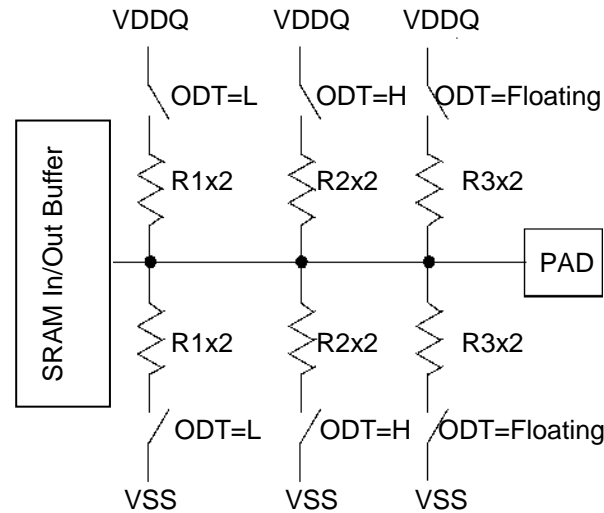 VDDQ VDDQ VDDQ
ODT=L ODT=H ODT=Floating
R1x2 R2x2 R3x2
SRAM In/Out Buffer
PAD
R1x2 R2x2 R3x2
ODT=L ODT=H ODT=Floating
VSS VSS VSS